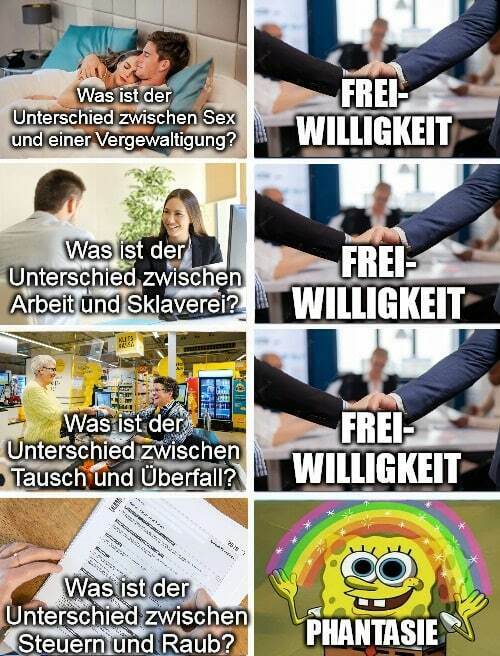 Was ist der
Unterschied zwischen Sex
und einer Vergewaltigung?
FREI-
WILLIGKEIT
Was ist der
Unterschied zwischen
Arbeit und Sklaverei?
FREI-
WILLIGKEIT
Was ist der
Unterschied zwischen
Tausch und Überfall?
FREI-
WILLIGKEIT
Was ist der
Unterschied zwischen
Steuern und Raub?
PHANTASIE